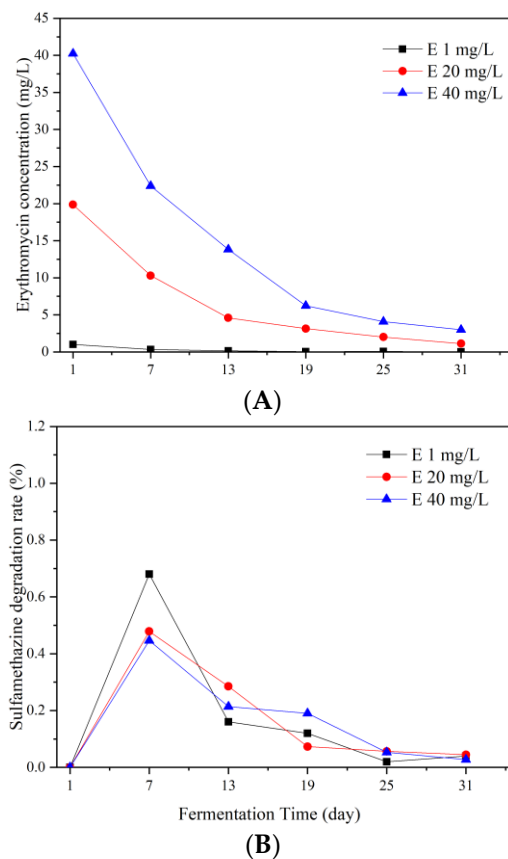 45
40
35
30
25
20
15
10
5
0
Erythromycin concentration (mg/L)
E 1 mg/L
E 20 mg/L
E 40 mg/L
1 7 13 19 25 31
(A)
1.2
1.0
0.8
0.6
0.4
0.2
0.0
Sulfamethazine degradation rate (%)
E 1 mg/L
E 20 mg/L
E 40 mg/L
1 7 13 19 25 31
Fermentation Time (day)
(B)